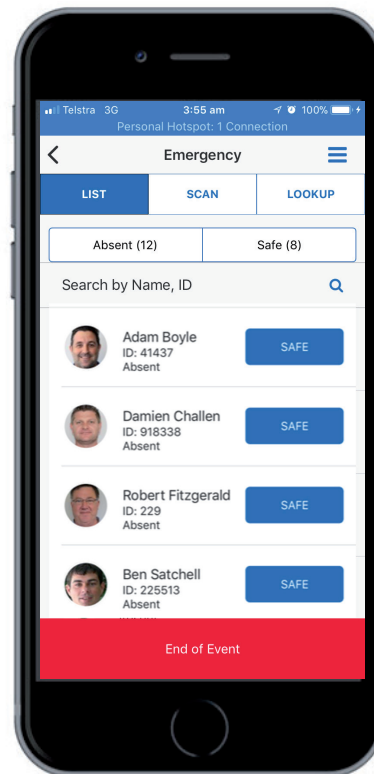 Telstra 3G 3:55 am 100%
Personal Hotspot: 1 Connection
Emergency
LIST SCAN LOOKUP
Absent (12) Safe (8)
Search by Name, ID
Adam Boyle
ID: 41437
Absent
SAFE
Damien Challen
ID: 918338
Absent
SAFE
Robert Fitzgerald
ID: 229
Absent
SAFE
Ben Satchell
ID: 225513
Absent
SAFE
End of Event